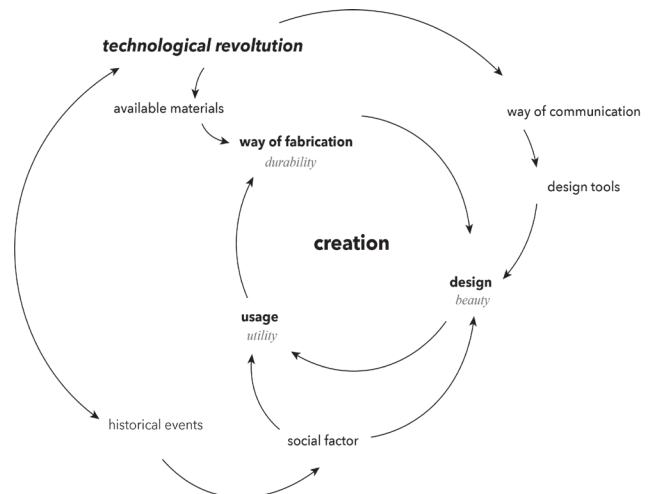 technological revoltution
available materials
way of communication
way of fabrication
durability
design tools
creation
design
beauty
usage
utility
historical events
social factor